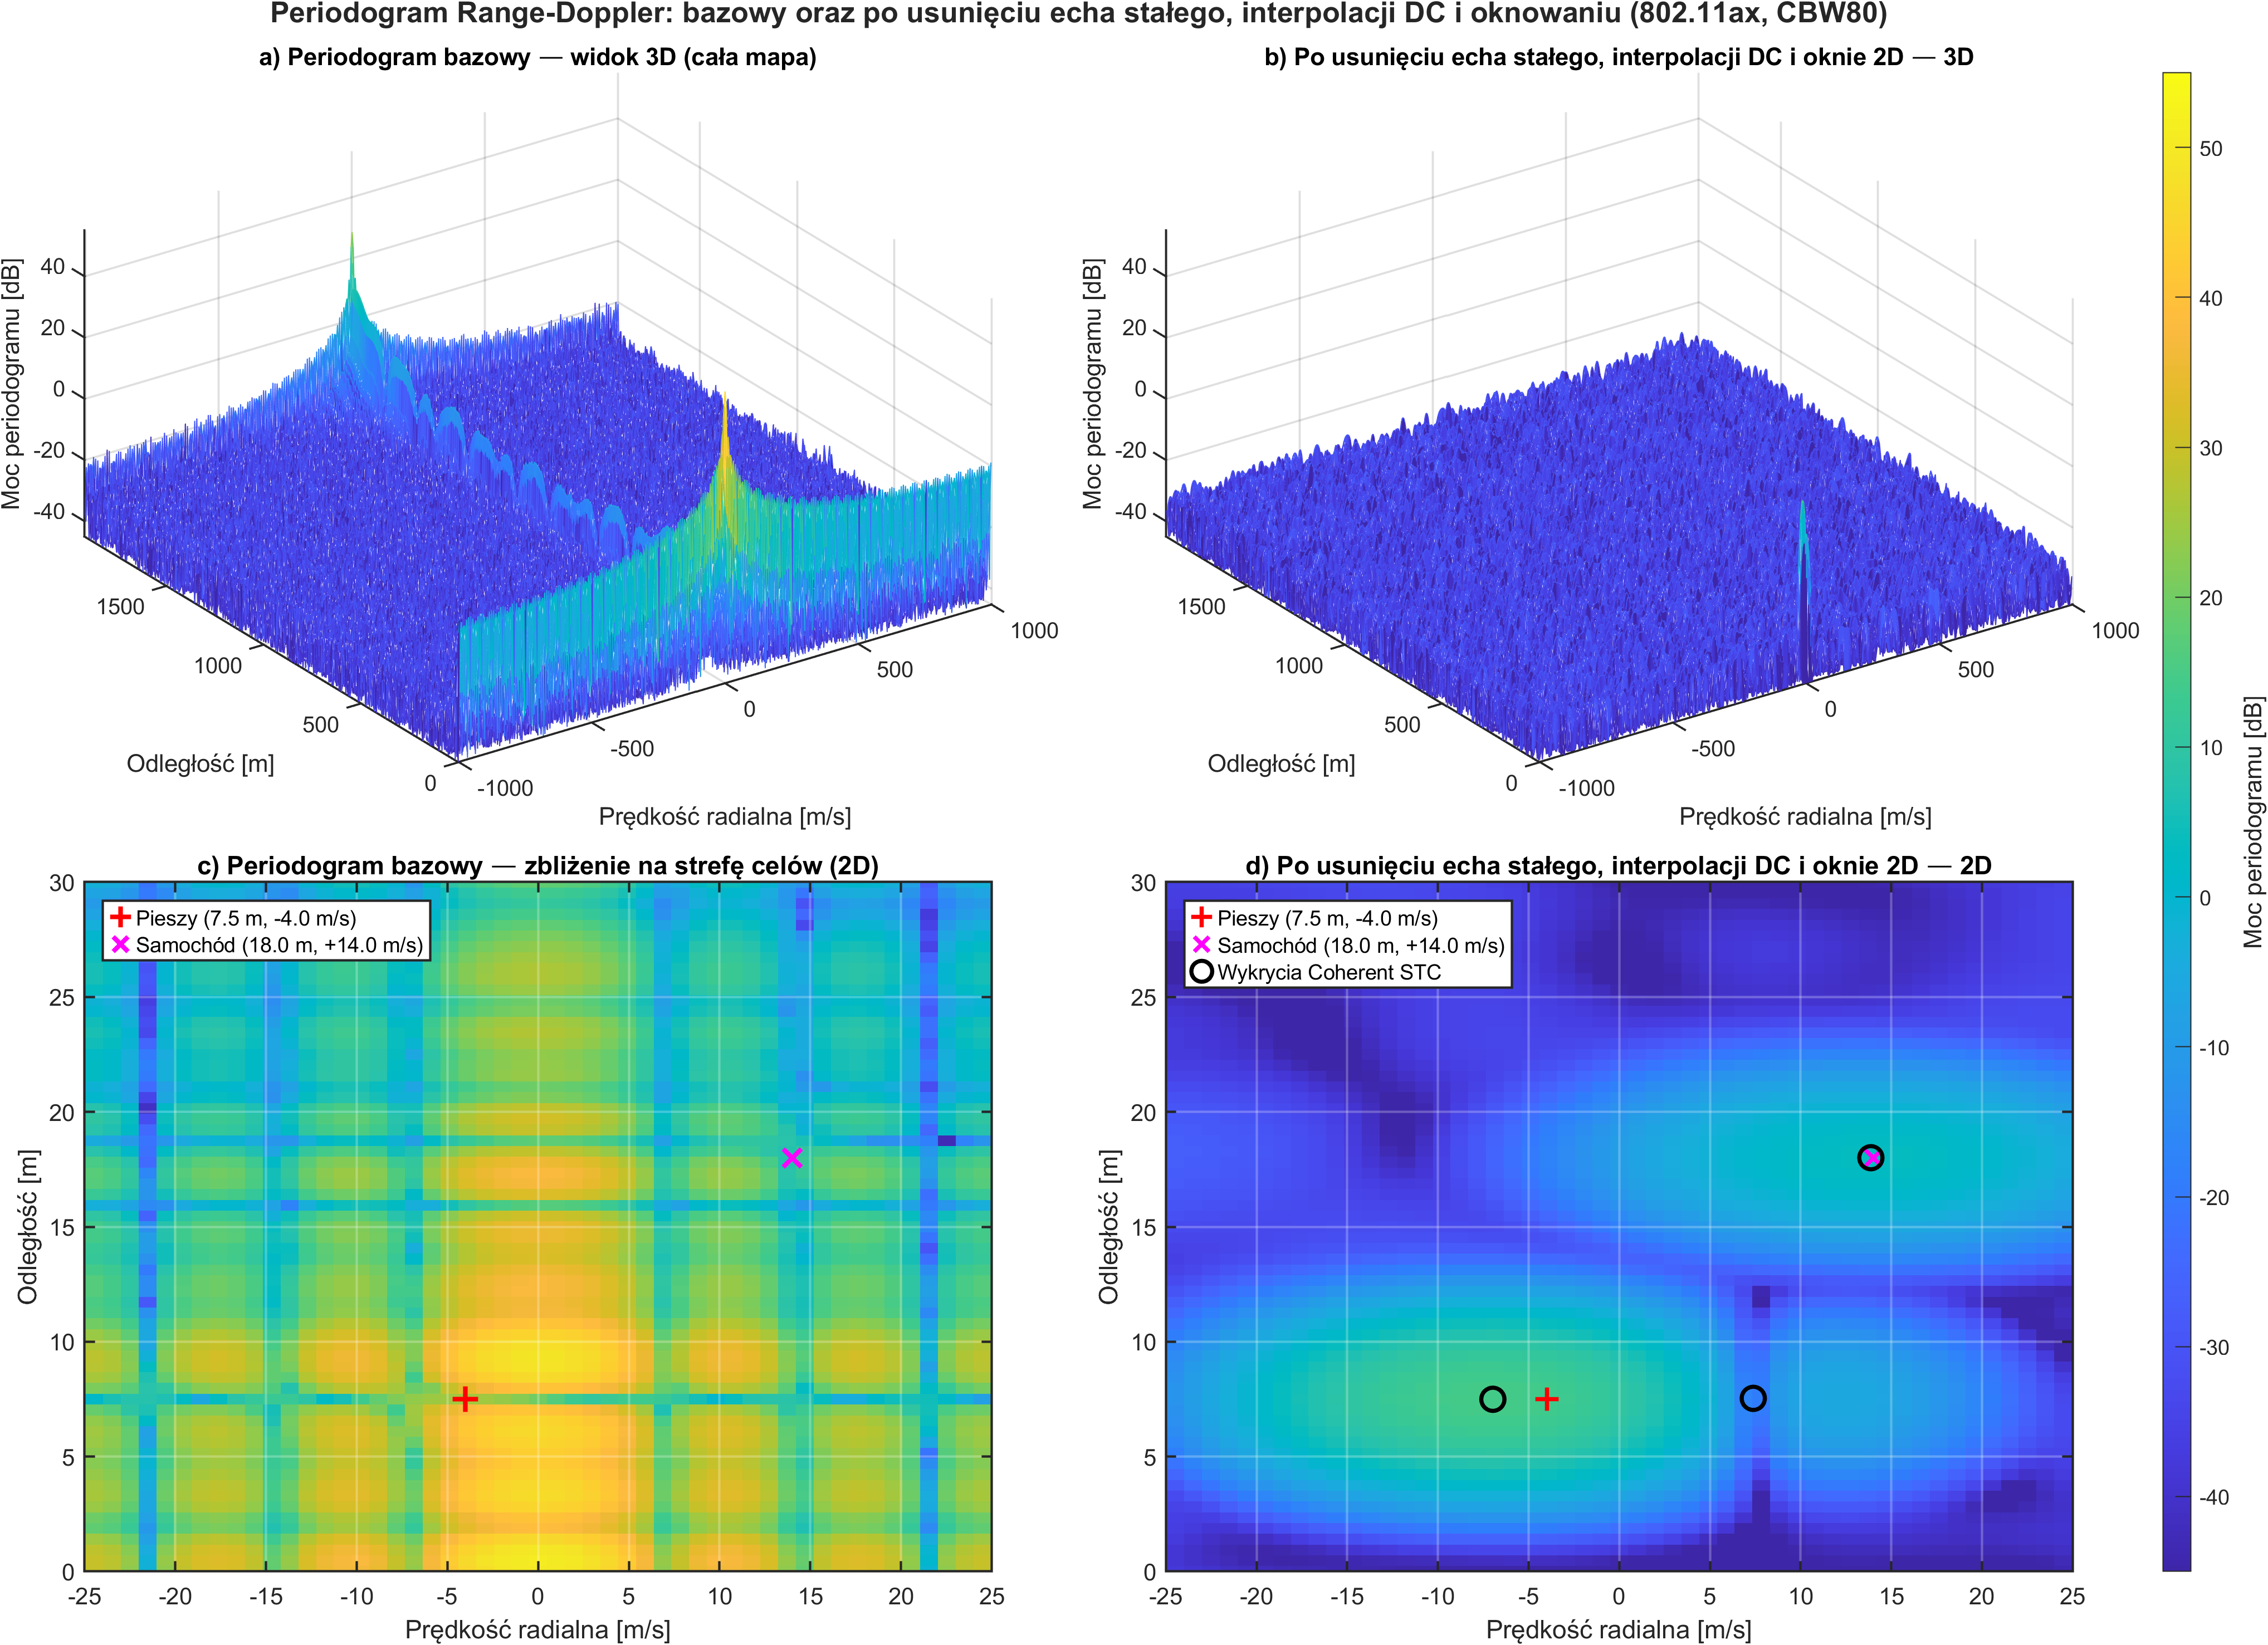 Periodogram Range-Doppler: bazowy oraz po usunięciu echa stałego, interpolacji DC i oknowaniu (802.11ax, CBW80)
a) Periodogram bazowy — widok 3D (cała mapa)
Moc periodogramu [dB]
40
20
0
-20
-40
1500
1000
500
0
Odległość [m]
-1000
-500
0
500
1000
Prędkość radialna [m/s]
b) Po usunięciu echa stałego, interpolacji DC i oknie 2D — 3D
Moc periodogramu [dB]
40
20
0
-20
-40
1500
1000
500
0
Odległość [m]
-1000
-500
0
500
1000
Prędkość radialna [m/s]
c) Periodogram bazowy — zbliżenie na strefę celów (2D)
Pieszy (7.5 m, -4.0 m/s)
Samochód (18.0 m, +14.0 m/s)
Odległość [m]
30
25
20
15
10
5
0
-25 -20 -15 -10 -5 0 5 10 15 20 25
Prędkość radialna [m/s]
d) Po usunięciu echa stałego, interpolacji DC i oknie 2D — 2D
Pieszy (7.5 m, -4.0 m/s)
Samochód (18.0 m, +14.0 m/s)
Wykrycia Coherent STC
Odległość [m]
30
25
20
15
10
5
0
-25 -20 -15 -10 -5 0 5 10 15 20 25
Prędkość radialna [m/s]
50
40
30
20
10
0
-10
-20
-30
-40
Moc periodogramu [dB]